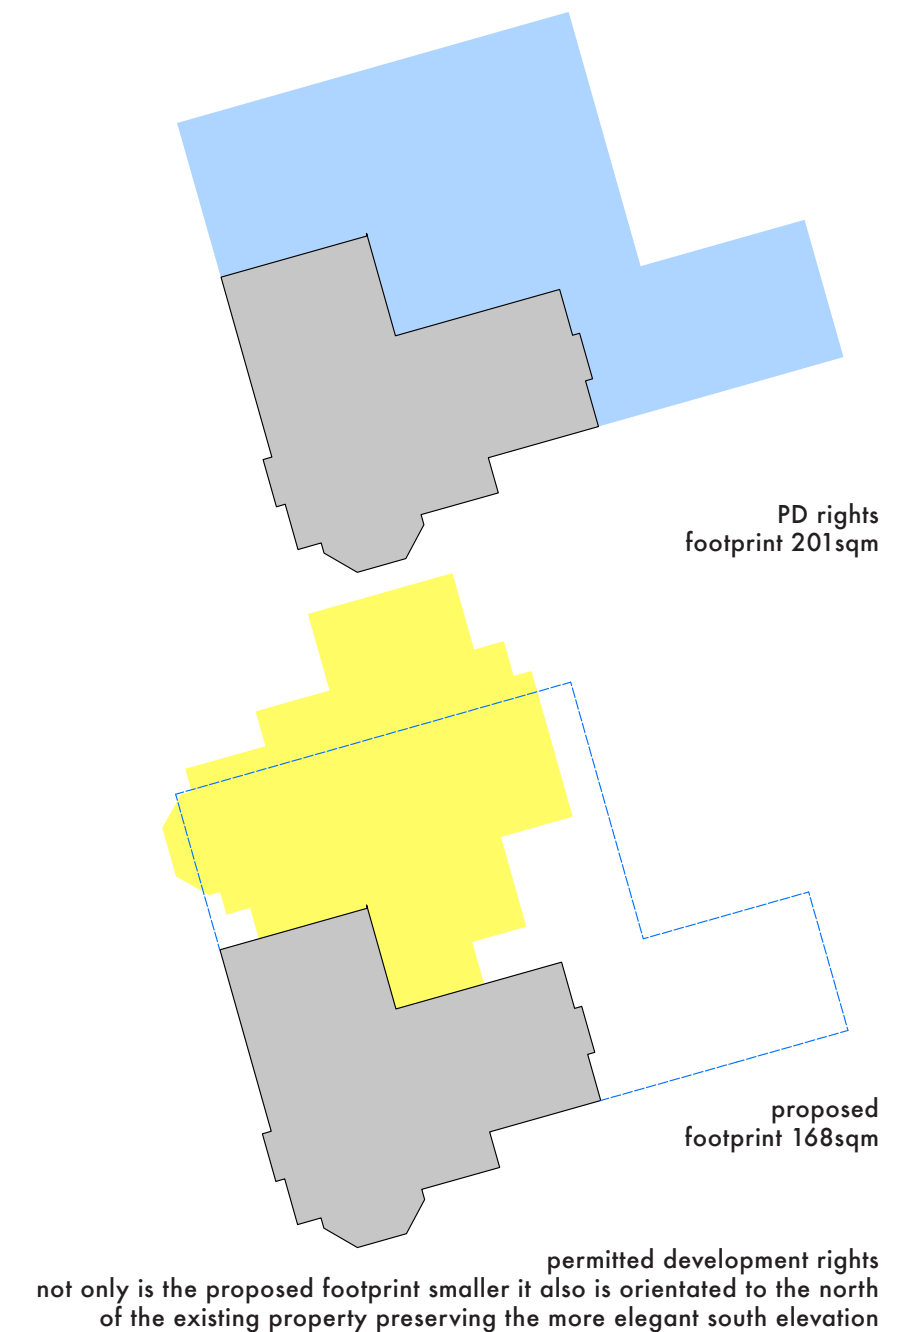 PD rights
footprint 201sqm
proposed
footprint 168sqm
permitted development rights
not only is the proposed footprint smaller it also is orientated to the north
of the existing property preserving the more elegant south elevation